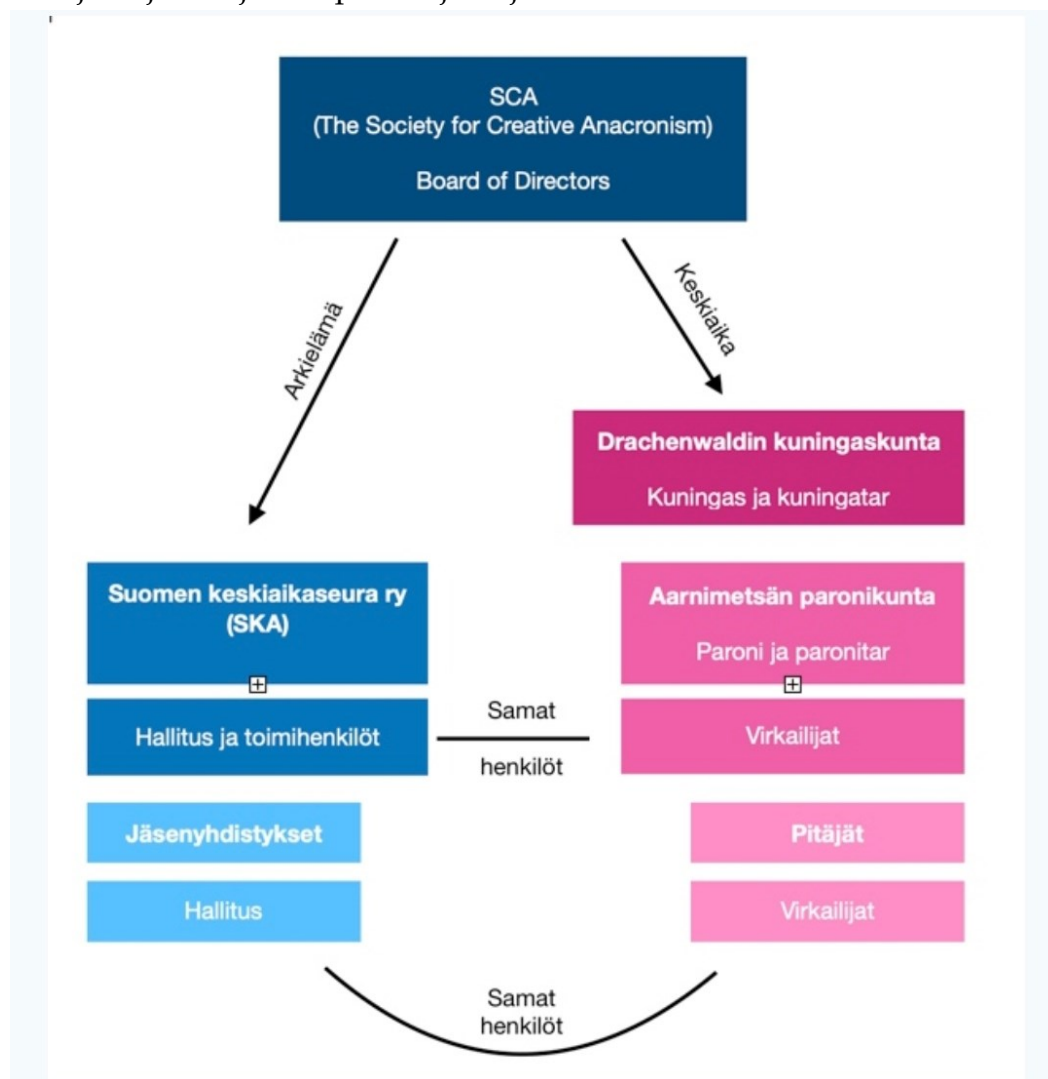 SCA
(The Society for Creative Anacronism)
Board of Directors
Arkielämä
Keskiaika
Drachenwaldin kuningaskunta
Kuningas ja kuningatar
Suomen keskiaikaseura ry
(SKA)
Aarnimetsän paronikunta
Paroni ja paronitar
Hallitus ja toimihenkilöt
Samat
henkilöt
Virkailijat
Jäsenyhdistykset
Pitäjät
Hallitus
Virkailijat
Samat
henkilöt